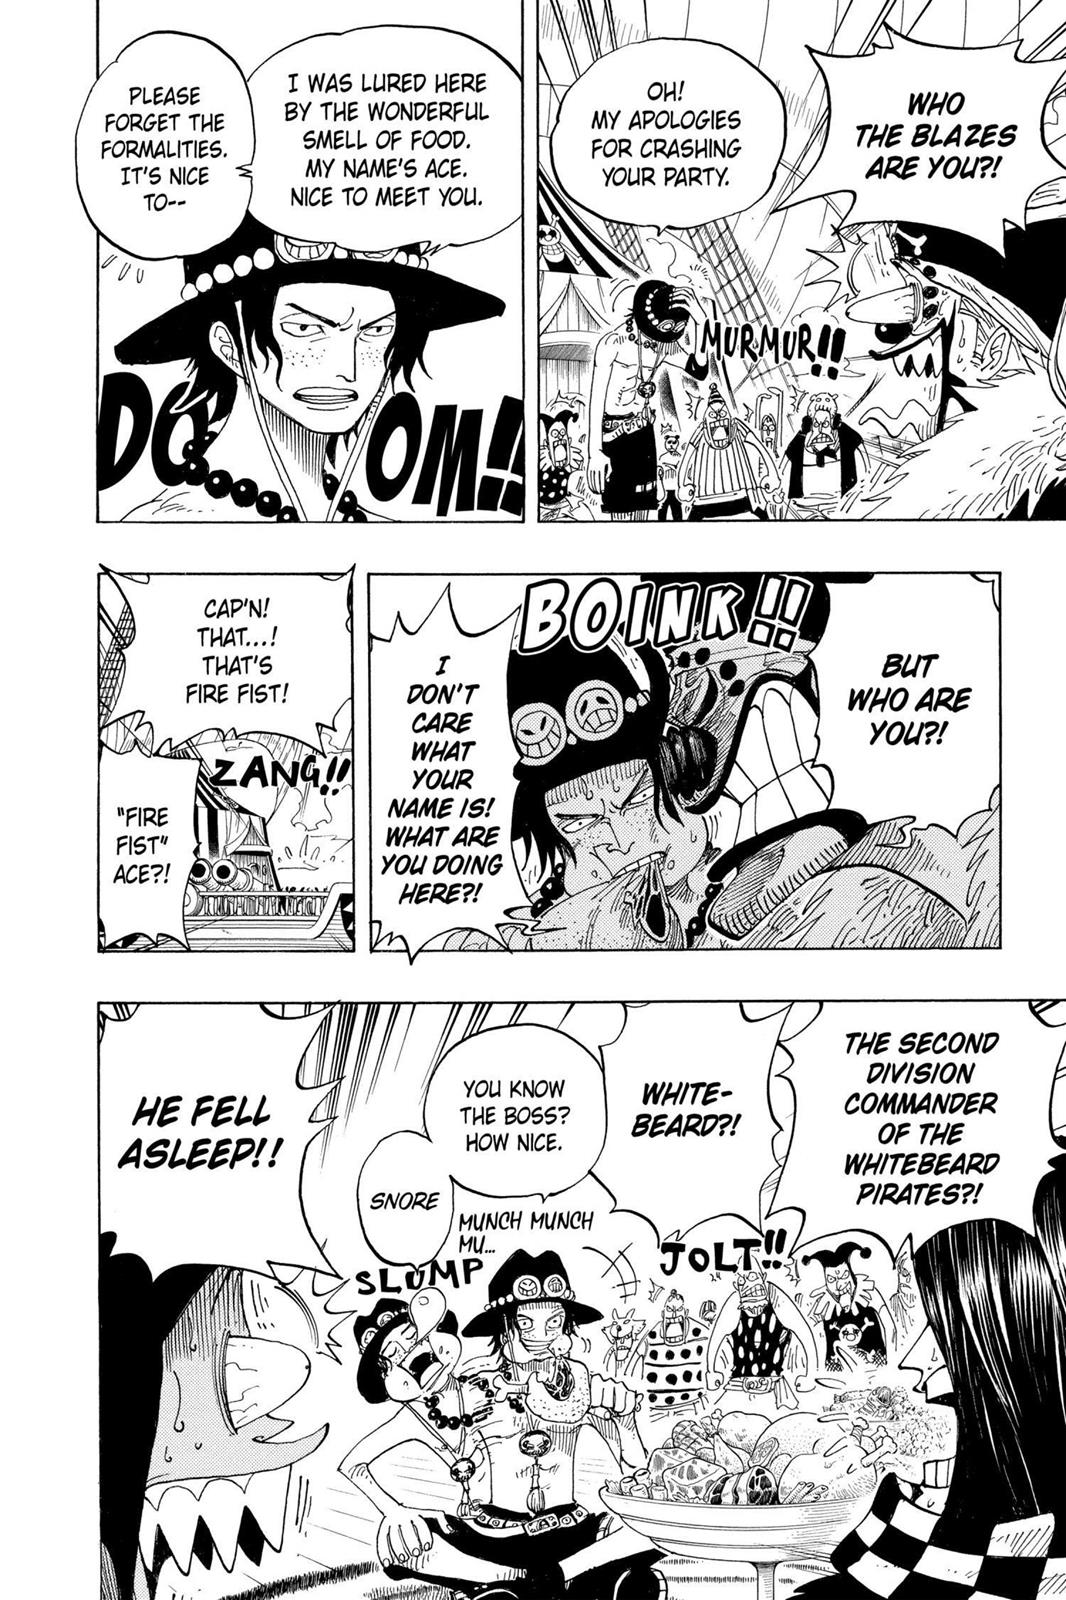 WHO
THE BLAZES
ARE YOU?!
OH!
MY APOLOGIES
FOR CRASHING
YOUR PARTY.
MURMUR!!
I WAS LURED HERE
BY THE WONDERFUL
SMELL OF FOOD.
MY NAME'S ACE.
NICE TO MEET YOU.
PLEASE
FORGET THE
FORMALITIES.
IT'S NICE
TO--
DOOM!!
BUT
WHO ARE
YOU?!
BOINK!!
I
DON'T
CARE
WHAT
YOUR
NAME IS!
WHAT ARE
YOU DOING
HERE?!
CAP'N!
THAT...!
THAT'S
FIRE FIST!
ZANG!!
"FIRE
FIST"
ACE?!
THE SECOND
DIVISION
COMMANDER
OF THE
WHITEBEARD
PIRATES?!
WHITE-
BEARD?!
JOLT!!
YOU KNOW
THE BOSS?
HOW NICE.
MUNCH MUNCH
MU...
SNORE
SLUMP
HE FELL
ASLEEP!!